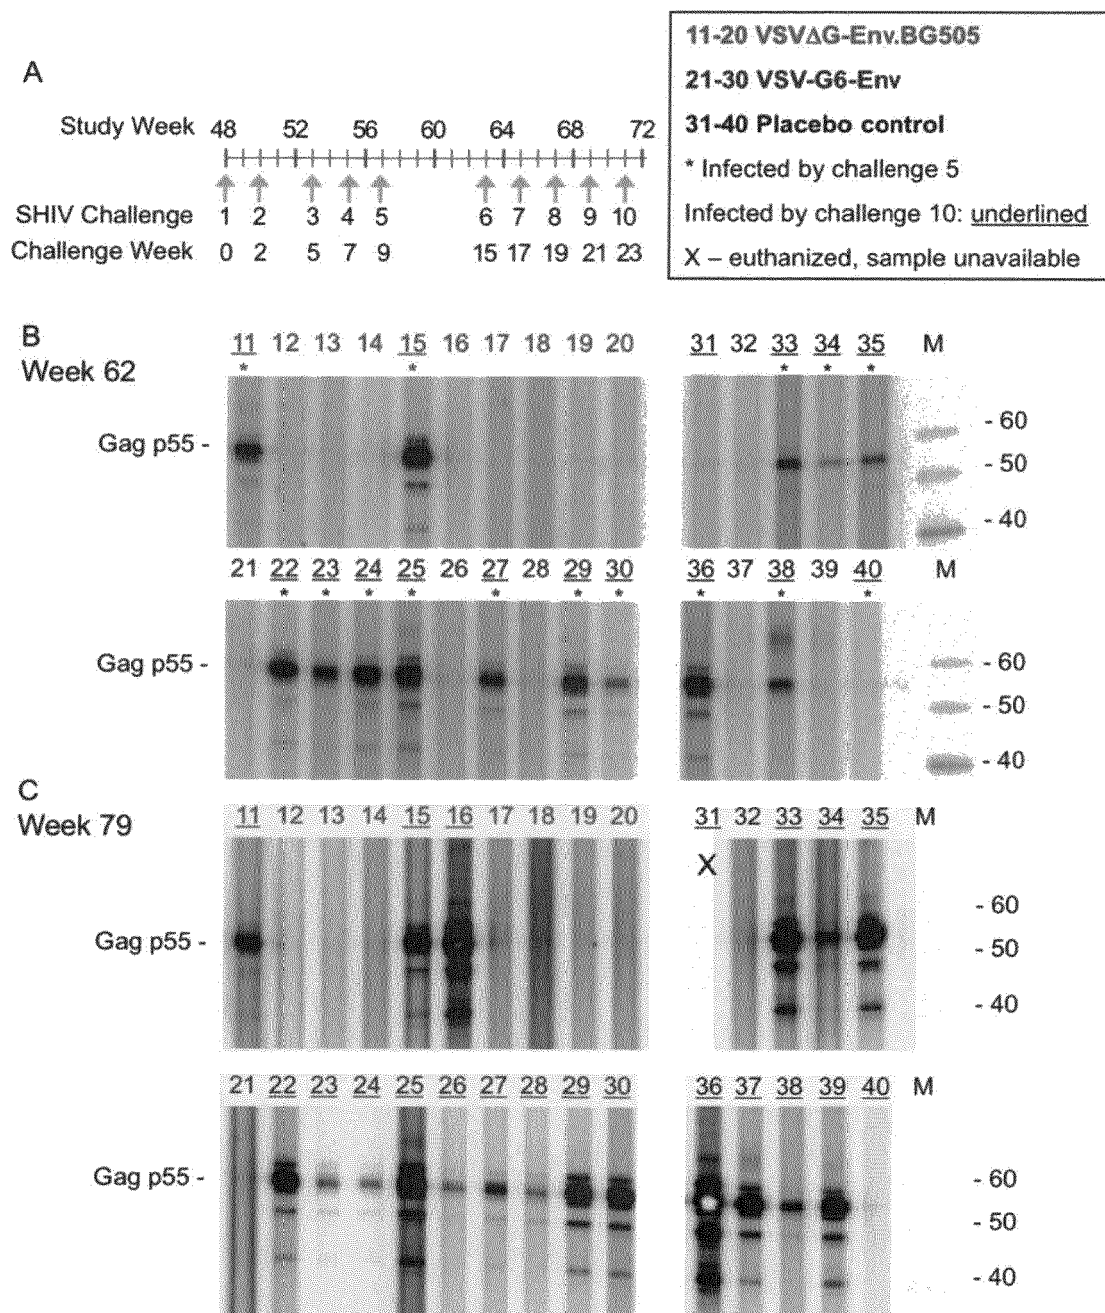 A
Study Week 48 52 56 60 64 68 72
SHIV Challenge 1 2 3 4 5 6 7 8 9 10
Challenge Week 0 2 5 7 9 15 17 19 21 23
11-20 VSVΔG-Env.BG505
21-30 VSV-G6-Env
31-40 Placebo control
* Infected by challenge 5
Infected by challenge 10: underlined
X – euthanized, sample unavailable
B
Week 62
11 12 13 14 15 16 17 18 19 20 31 32 33 34 35 M
* * * * *
Gap p55 -
- 60
- 50
- 40
21 22 23 24 25 26 27 28 29 30 36 37 38 39 40 M
* * * * * * * * * *
Gag p55 -
- 60
- 50
- 40
C
Week 79
11 12 13 14 15 16 17 18 19 20 31 32 33 34 35 M
X
Gag p55 -
- 60
- 50
- 40
21 22 23 24 25 26 27 28 29 30 36 37 38 39 40 M
Gag p55 -
- 60
- 50
- 40